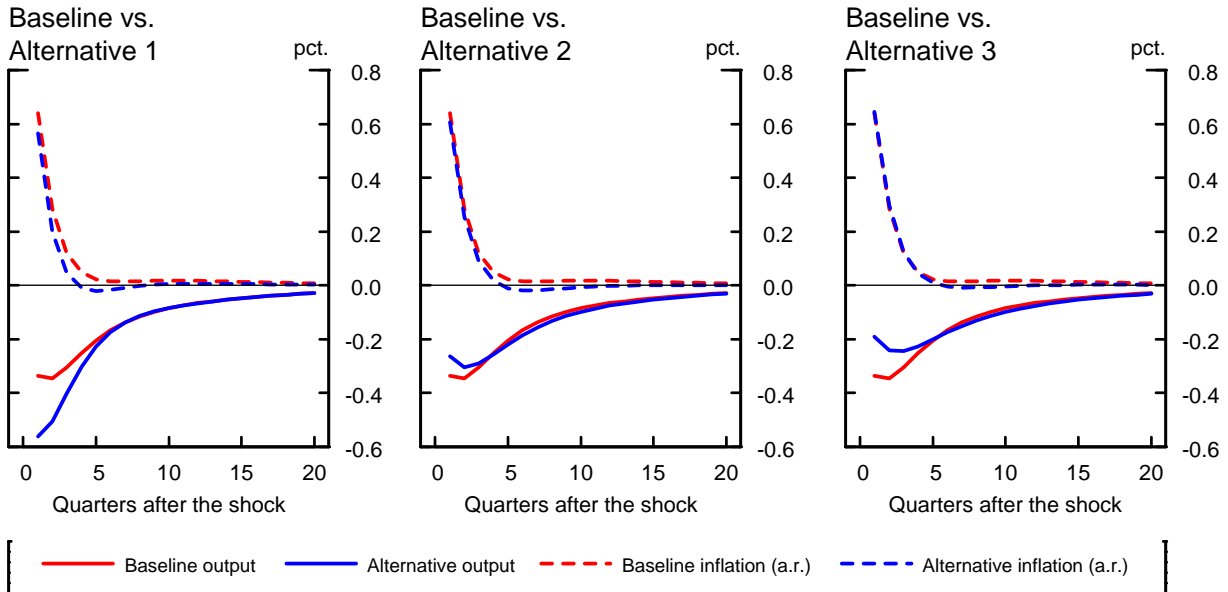 Baseline vs.
Alternative 1
pct.
0.8
0.6
0.4
0.2
0.0
-0.2
-0.4
-0.6
0 5 10 15 20
Quarters after the shock
Baseline vs.
Alternative 2
pct.
0.8
0.6
0.4
0.2
0.0
-0.2
-0.4
-0.6
0 5 10 15 20
Quarters after the shock
Baseline vs.
Alternative 3
pct.
0.8
0.6
0.4
0.2
0.0
-0.2
-0.4
-0.6
0 5 10 15 20
Quarters after the shock
Baseline output Alternative output Baseline inflation (a.r.) Alternative inflation (a.r.)